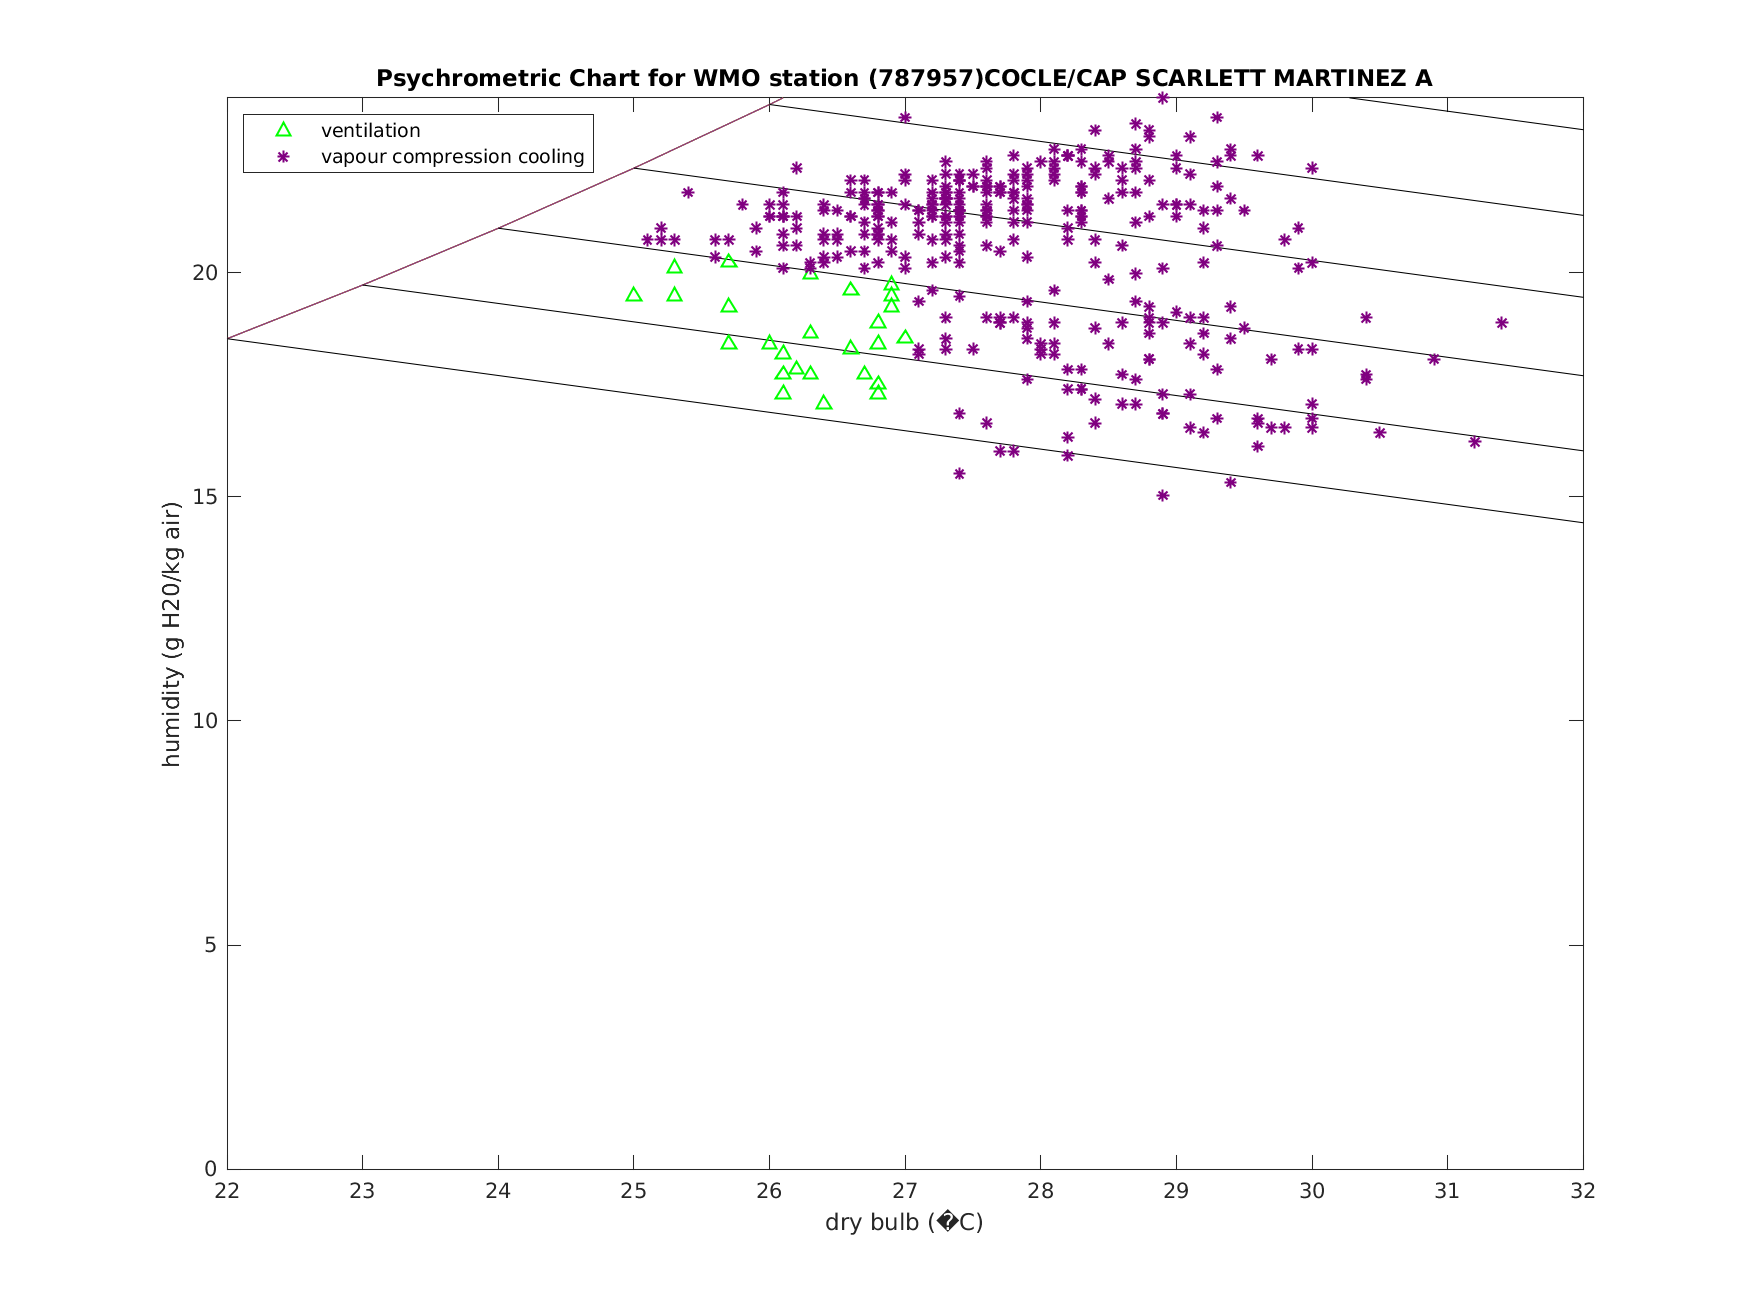 Psychrometric Chart for WMO station (787957)COCLE/CAP SCARLETT MARTINEZ A
ventilation
vapour compression cooling
humidity (g H20/kg air)
20
15
10
5
0
22 23 24 25 26 27 28 29 30 31 32
dry bulb (�C)